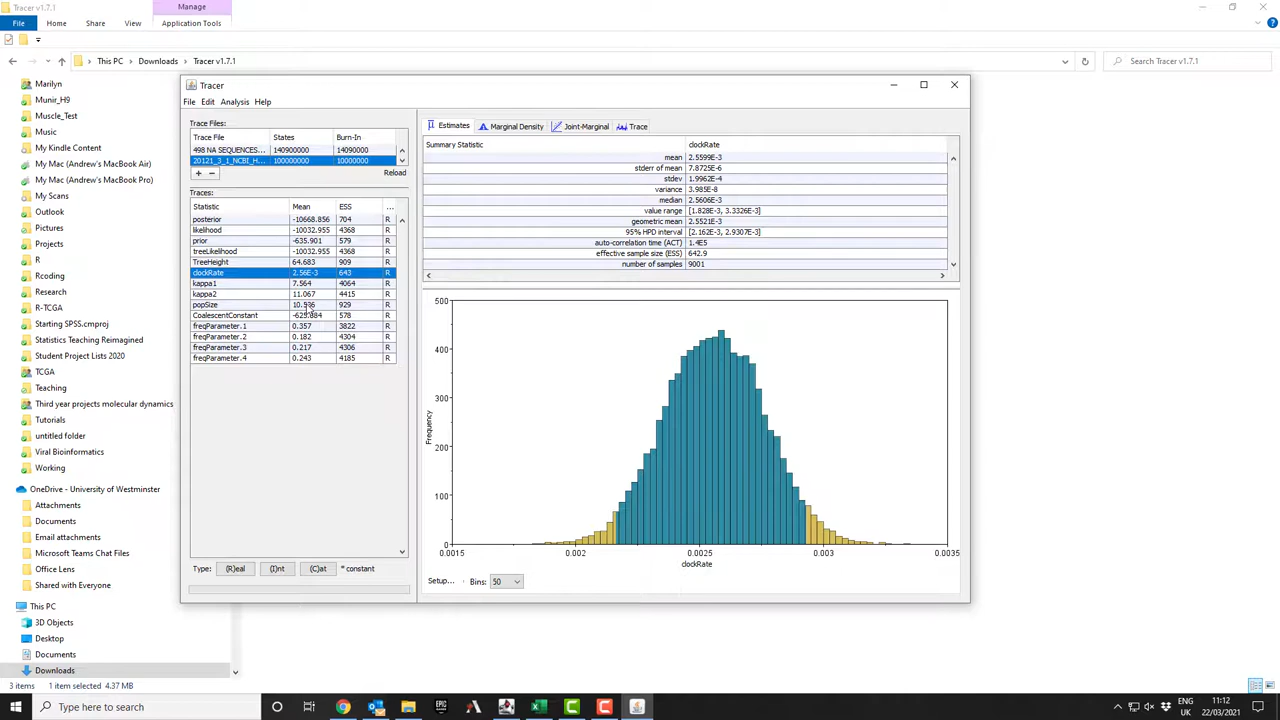 Tracer v1.7.1
Manage
File Home Share View Application Tools
This PC Downloads Tracer v1.7.1
Search Tracer v1.7.1
Marilyn
Munir_H9
Muscle_Test
Music
My Kindle Content
My Mac (Andrew's MacBook Air)
My Mac (Andrew's MacBook Pro)
My Scans
Outlook
Pictures
Projects
R
Rcoding
Research
R-TCGA
Starting SPSS.cmproj
Statistics Teaching Reimagined
Student Project Lists 2020
TCGA
Teaching
Third year projects molecular dynamics
Tutorials
untitled folder
Viral Bioinformatics
Working
OneDrive - University of Westminster
Attachments
Documents
Email attachments
Microsoft Teams Chat Files
Office Lens
Shared with Everyone
This PC
3D Objects
Desktop
Documents
Downloads
3 items 1 item selected 4.37 MB
Tracer
File Edit Analysis Help
Trace Files:
Trace File States Burn-In
498 NA SEQUENCES... 140900000 14090000
20121_3_1_NCBI_H... 100000000 10000000
+ − Reload
Traces:
Statistic Mean ESS ...
posterior -10668.856 704 R
likelihood -10032.955 4368 R
prior -635.901 579 R
treeLikelihood -10032.955 4368 R
TreeHeight 64.683 909 R
clockRate 2.56E-3 643 R
kappa1 7.564 4064 R
kappa2 11.067 4415 R
popSize 929 R
CoalescentConstant 578 R
freqParameter.1 0.357 3822 R
freqParameter.2 0.182 4304 R
freqParameter.3 0.217 4306 R
freqParameter.4 0.243 4185 R
Type: (R)eal (I)nt (C)at * constant
Estimates Marginal Density Joint-Marginal Trace
Summary Statistic clockRate
mean 2.5599E-3
stderr of mean 7.8725E-6
stdev 1.9962E-4
variance 3.985E-8
median 2.5606E-3
value range [1.828E-3, 3.3326E-3]
geometric mean 2.5521E-3
95% HPD interval [2.162E-3, 2.9307E-3]
auto-correlation time (ACT) 1.4E5
effective sample size (ESS) 642.9
number of samples 9001
500
400
300
200
100
0
Frequency
0.0015 0.002 0.0025 0.003 0.0035
clockRate
Setup... Bins: 50
Type here to search
EPIC
ENG
UK
11:12
22/03/2021